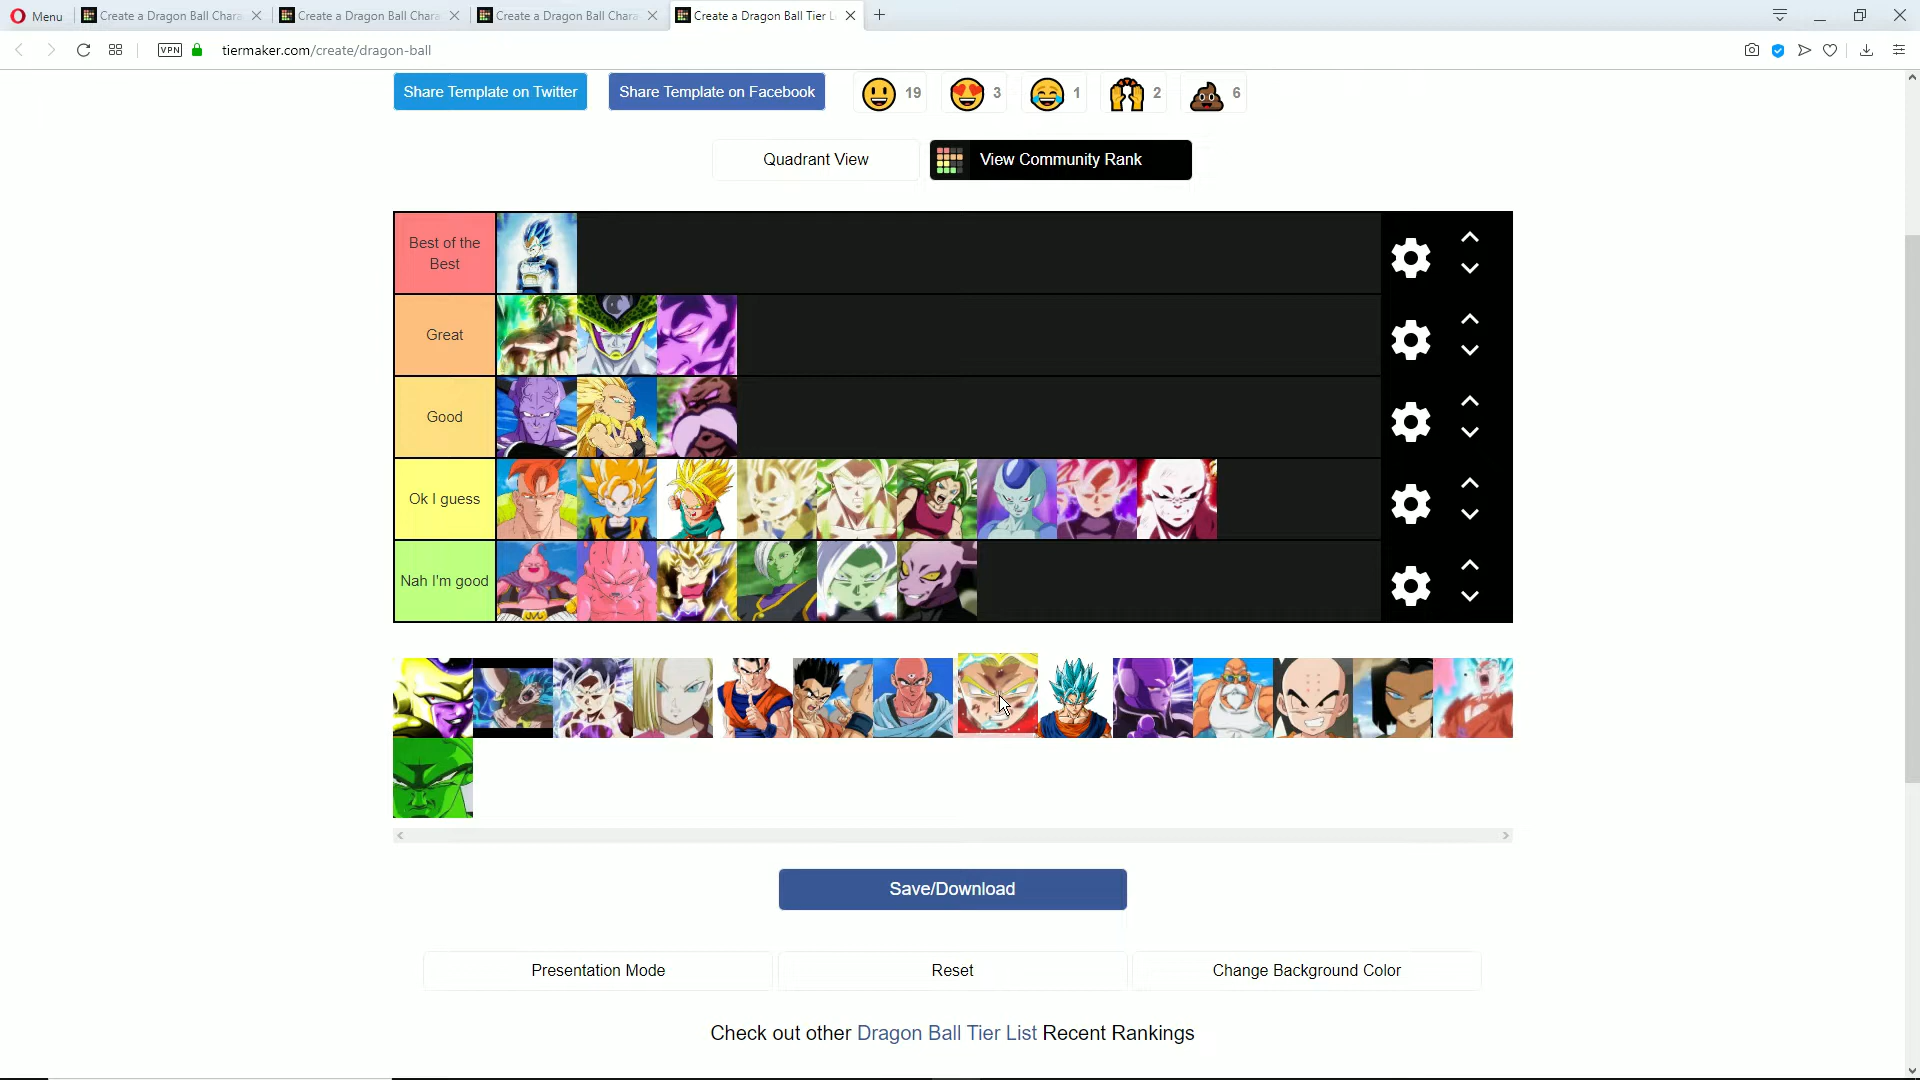 Menu
Create a Dragon Ball Chara
Create a Dragon Ball Chara
Create a Dragon Ball Chara
Create a Dragon Ball Tier L
VPN
tiermaker.com/create/dragon-ball
Share Template on Twitter
Share Template on Facebook
19
3
1
2
6
Quadrant View
View Community Rank
Best of the
Best
Great
Good
Ok I guess
Nah I'm good
Save/Download
Presentation Mode
Reset
Change Background Color
Check out other Dragon Ball Tier List Recent Rankings